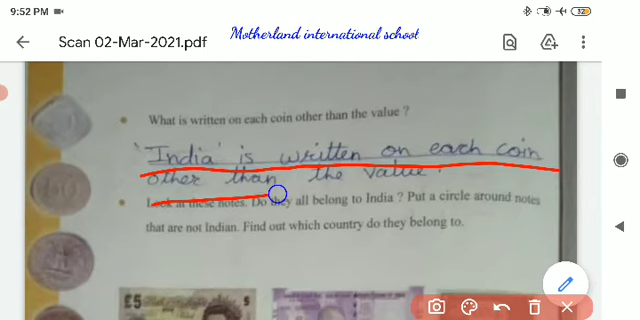 9:52 PM
32
Scan 02-Mar-2021.pdf
Motherland international school
What is written on each coin other than the value ?
'India' is written on each coin
other than the value.
Look at these notes. Do they all belong to India ? Put a circle around notes
that are not Indian. Find out which country do they belong to.
£5